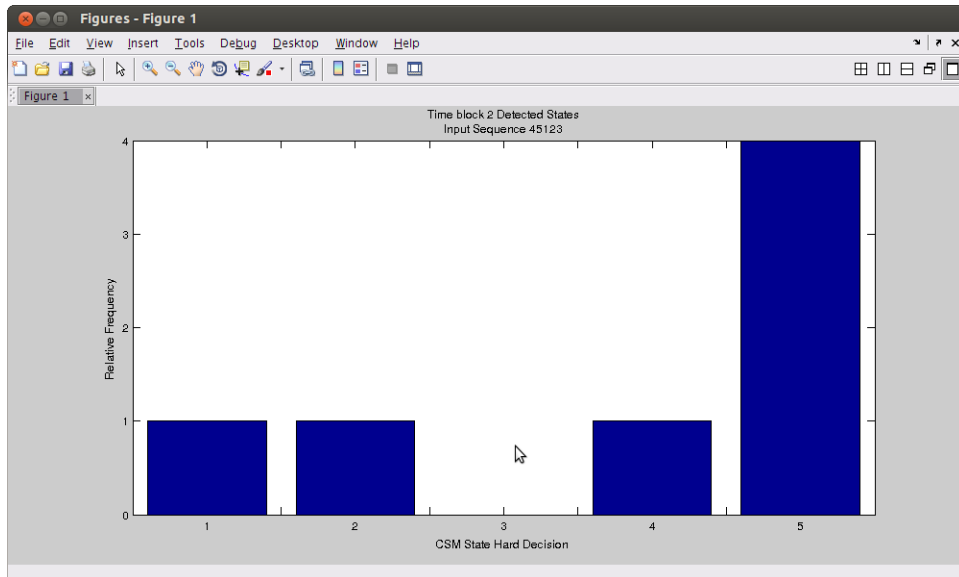 Figures - Figure 1
File Edit View Insert Tools Debug Desktop Window Help
Figure 1
Time block 2 Detected States
Input Sequence 45123
4
3
2
1
0
Relative Frequency
1 2 3 4 5
CSM State Hard Decision